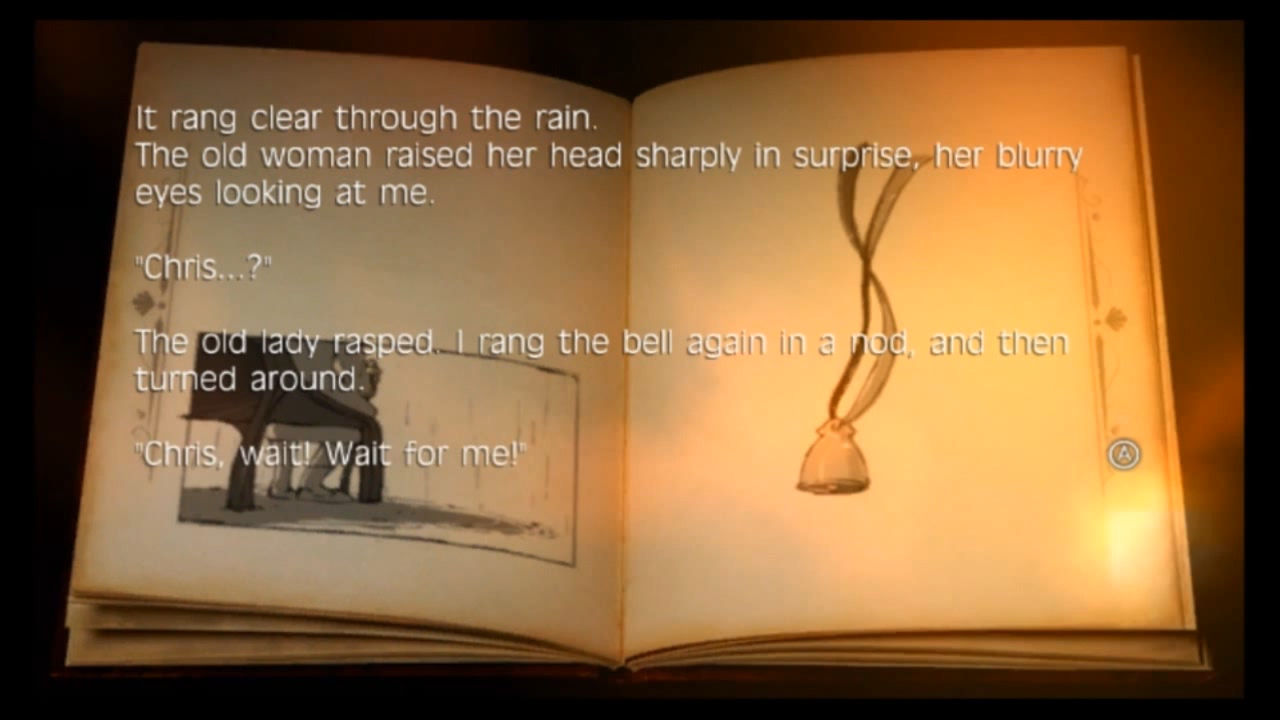 It rang clear through the rain.
The old woman raised her head sharply in surprise, her blurry
eyes looking at me.
"Chris...?"
The old lady rasped. I rang the bell again in a nod, and then
turned around.
"Chris, wait! Wait for me!"
A